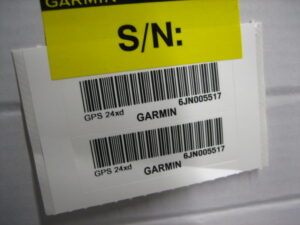 GARMIN
S/N:
6JN005517
GPS 24xd GARMIN
6JN005517
GPS 24xd GARMIN